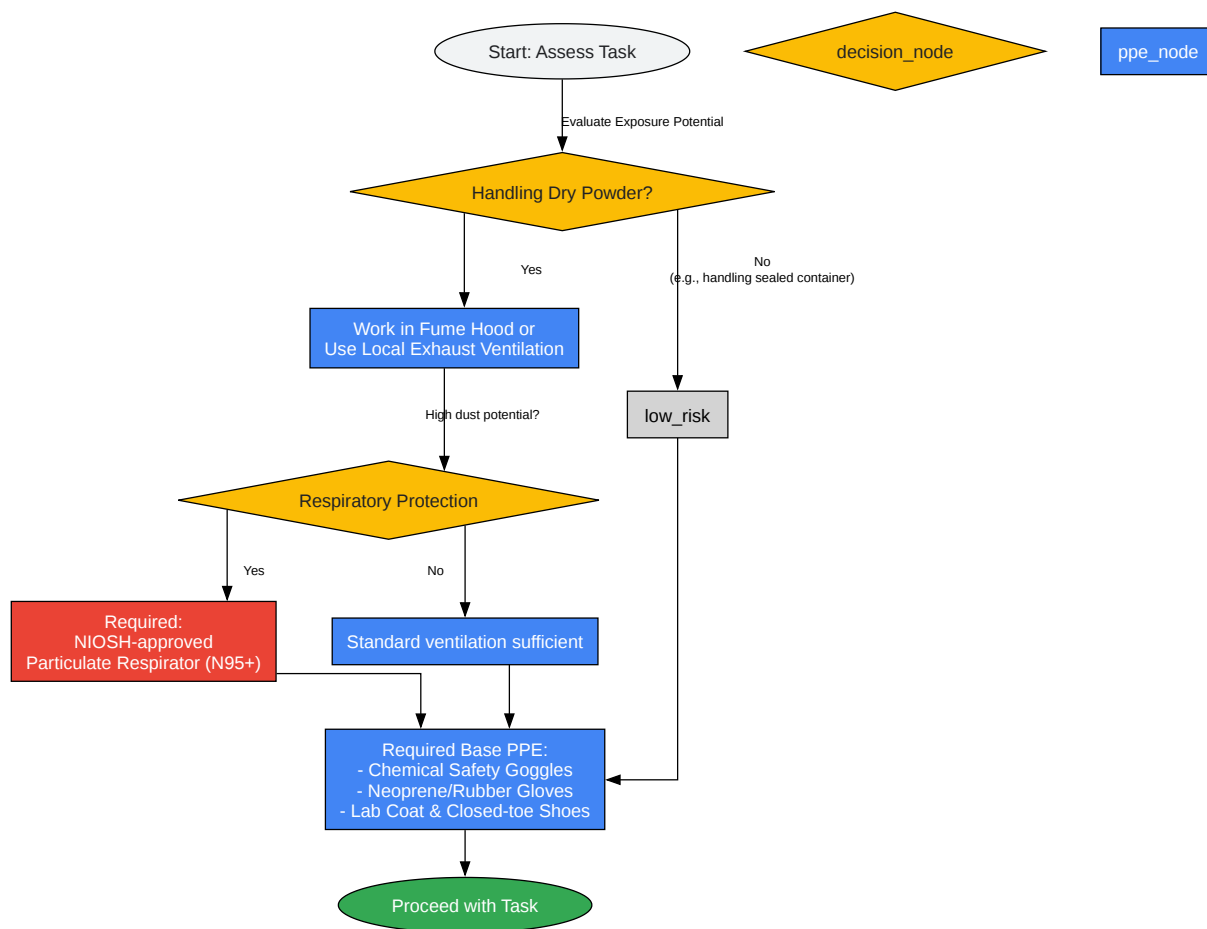 Start: Assess Task
decision_node
ppe_node
Evaluate Exposure Potential
Handling Dry Powder?
Yes
No
(e.g., handling sealed container)
Work in Fume Hood or
Use Local Exhaust Ventilation
High dust potential?
low_risk
Respiratory Protection
Yes
No
Required:
NIOSH-approved
Particulate Respirator (N95+)
Standard ventilation sufficient
Required Base PPE:
- Chemical Safety Goggles
- Neoprene/Rubber Gloves
- Lab Coat & Closed-toe Shoes
Proceed with Task